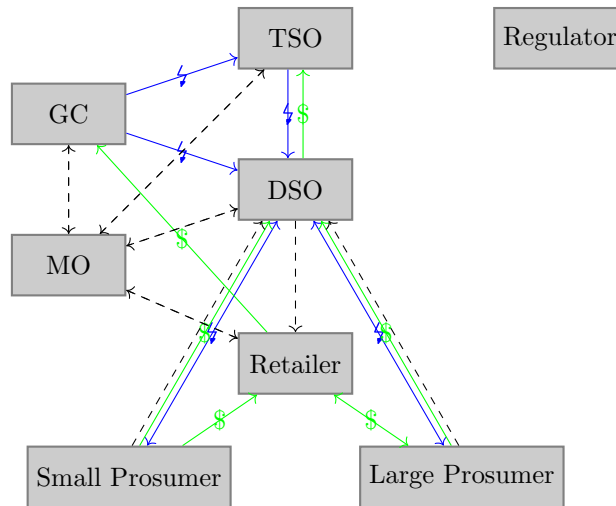 TSO
Regulator
GC
$
DSO
MO
$
$
$
Retailer
$
$
Small Prosumer
Large Prosumer